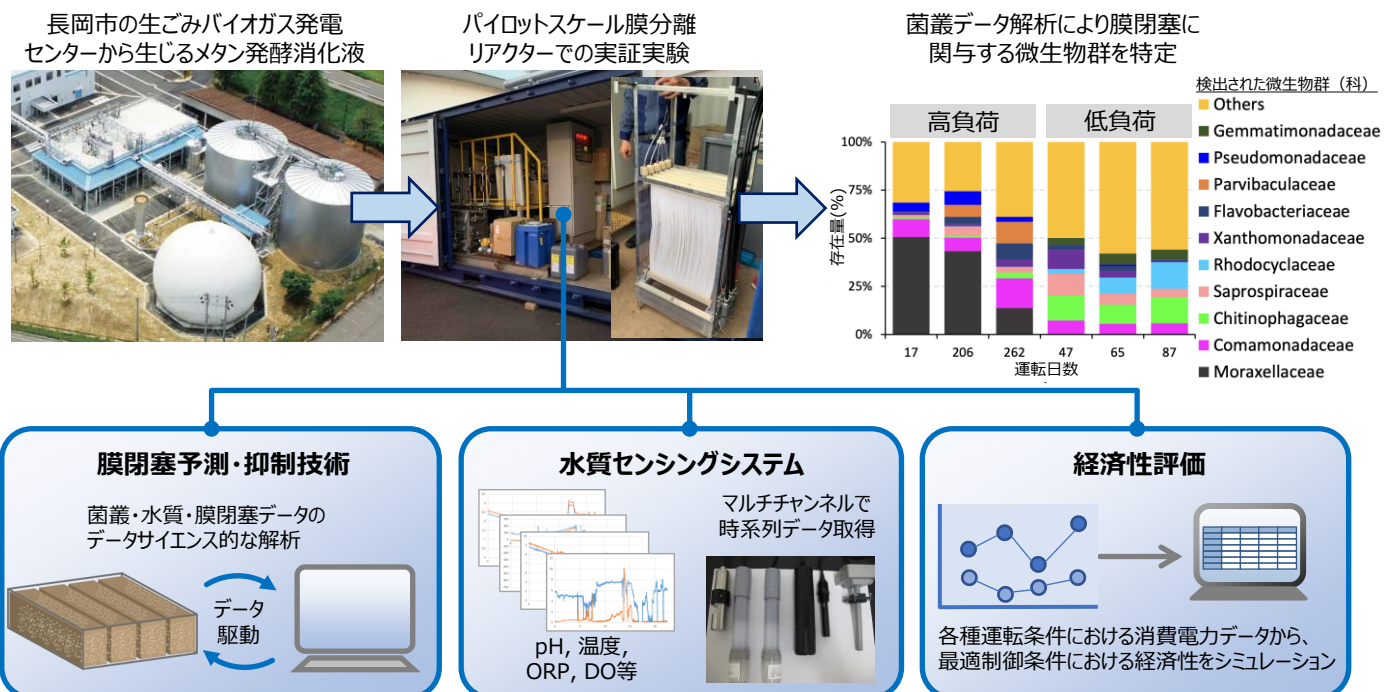 長岡市の生ごみバイオガス発電
センターから生じるメタン発酵消化液
パイロットスケール膜分離
リアクターでの実証実験
菌叢データ解析により膜閉塞に
関与する微生物群を特定
検出された微生物群（科）
Others
Gemmatimonadaceae
Pseudomonadaceae
Parvibaculaceae
Flavobacteriaceae
Xanthomonadaceae
Rhodocyclaceae
Saprospiraceae
Chitinophagaceae
Comamonadaceae
Moraxellaceae
高負荷
低負荷
100%
75%
50%
25%
0%
存在量(%)
17 206 262 47 65 87
運転日数
膜閉塞予測・抑制技術
菌叢・水質・膜閉塞データの
データサイエンス的な解析
データ
駆動
水質センシングシステム
マルチチャンネルで
時系列データ取得
pH, 温度,
ORP, DO等
経済性評価
各種運転条件における消費電力データから、
最適制御条件における経済性をシミュレーション